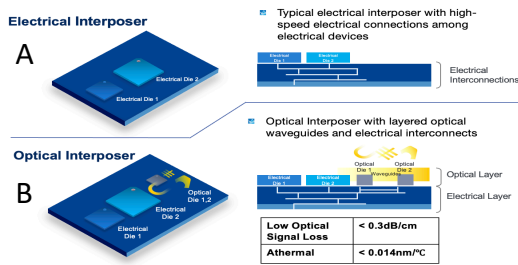 Electrical Interposer
A
Electrical Die 1
Electrical
Die 2
Typical electrical interposer with high-
speed electrical connections among
electrical devices
Electrical
Die 1
Electrical
Die 2
Electrical
Interconnections
Optical Interposer
B
Optical
Die 1,2
Electrical
Die 2
Electrical
Die 1
Optical Interposer with layered optical
waveguides and electrical interconnects
Optical
Die 1
Optical
Die 2
Waveguides
Electrical
Die 1
Electrical
Die 2
Optical Layer
Electrical Layer
Low Optical
Signal Loss
< 0.3dB/cm
Athermal
< 0.014nm/°C